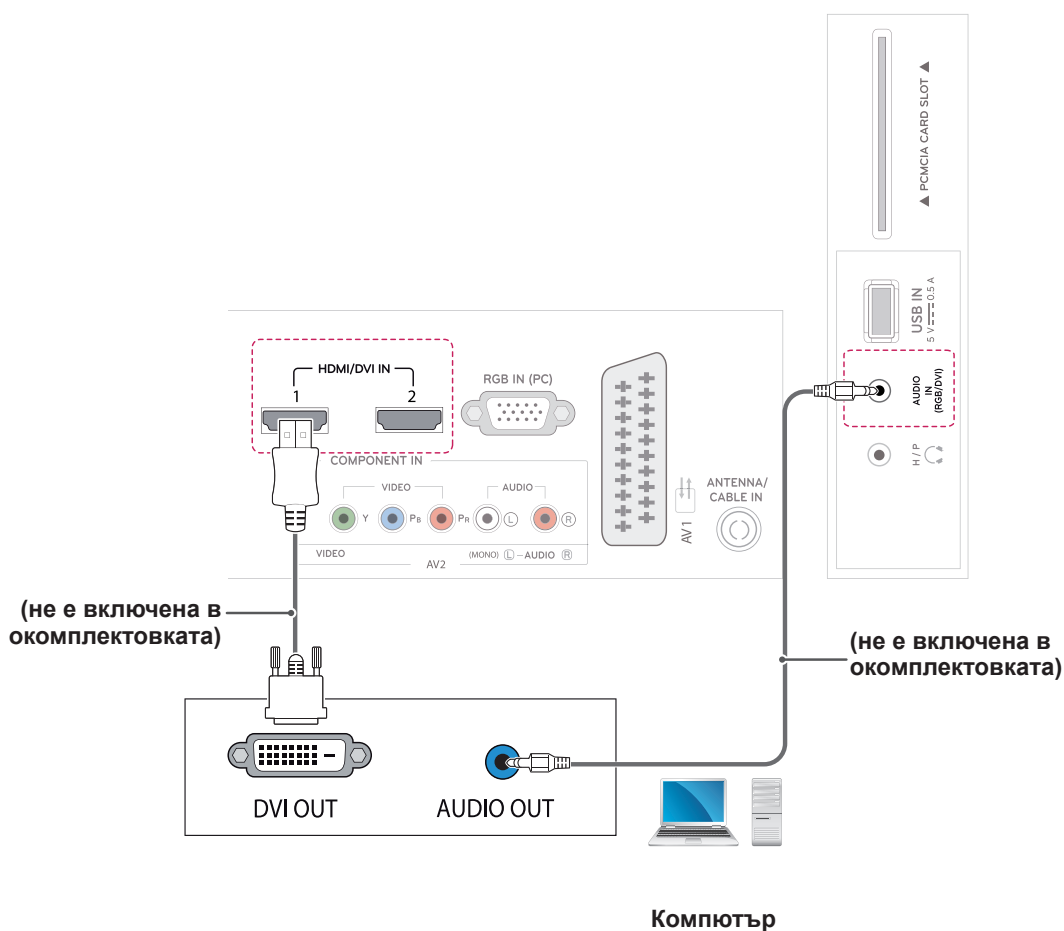 ▲ PCMCIA CARD SLOT ▲
USB IN
5 V 0.5 A
AUDIO
IN
(RGB/DVI)
H / P
HDMI/DVI IN
1 2
RGB IN (PC)
COMPONENT IN
VIDEO AUDIO
Y PB PR L R
VIDEO (MONO) L – AUDIO R
AV2
AV1
ANTENNA/
CABLE IN
(не е включена в
окомплектовката)
(не е включена в
окомплектовката)
DVI OUT AUDIO OUT
Компютър